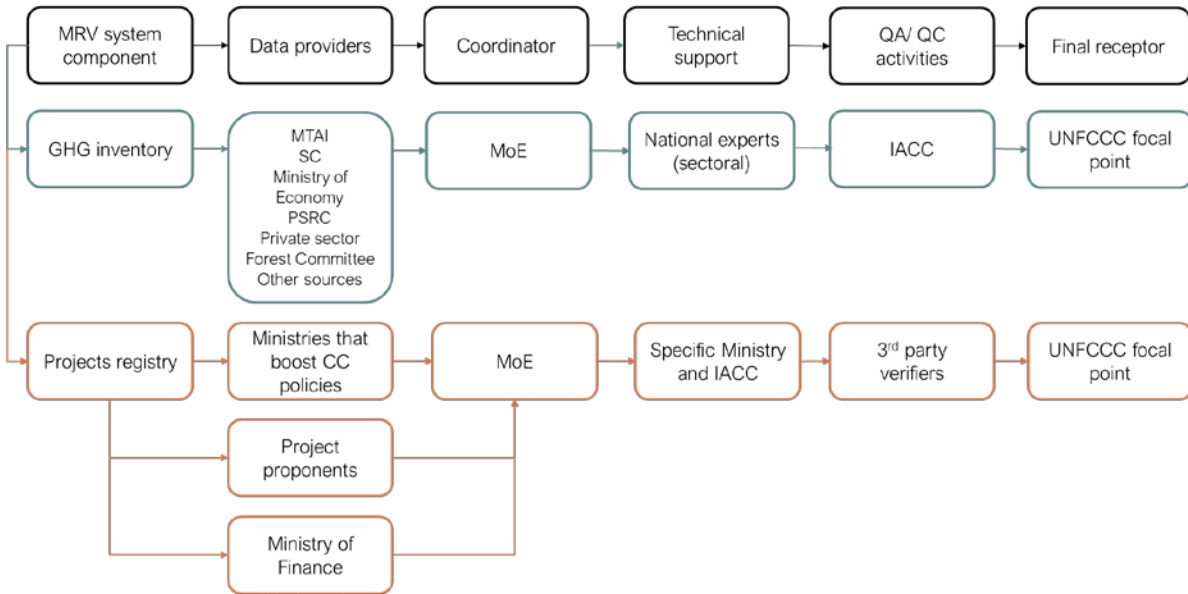 MRV system
component
Data providers
Coordinator
Technical
support
QA/ QC
activities
Final receptor
GHG inventory
MTAI
SC
Ministry of
Economy
PSRC
Private sector
Forest Committee
Other sources
MoE
National experts
(sectoral)
IACC
UNFCCC focal
point
Projects registry
Ministries that
boost CC
policies
MoE
Specific Ministry
and IACC
3rd party
verifiers
UNFCCC focal
point
Project
proponents
Ministry of
Finance